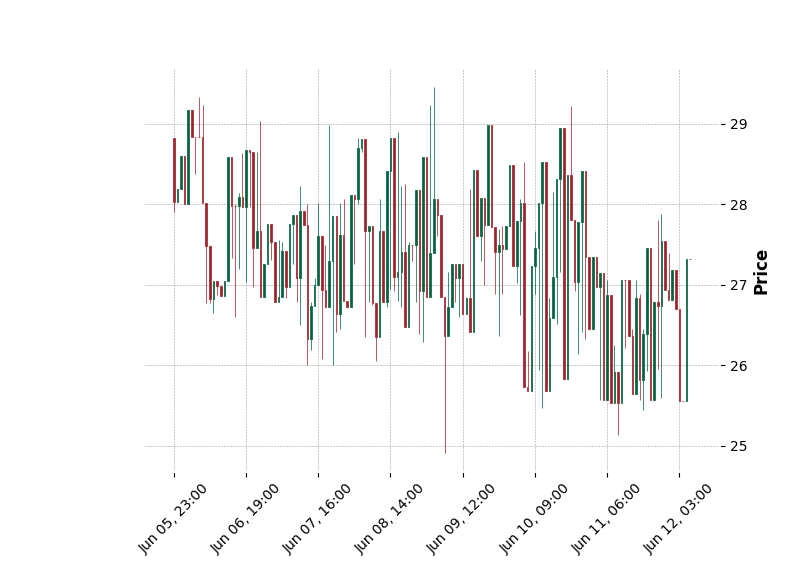 29
28
27
26
25
Price
Jun 05, 23:00
Jun 06, 19:00
Jun 07, 16:00
Jun 08, 14:00
Jun 09, 12:00
Jun 10, 09:00
Jun 11, 06:00
Jun 12, 03:00